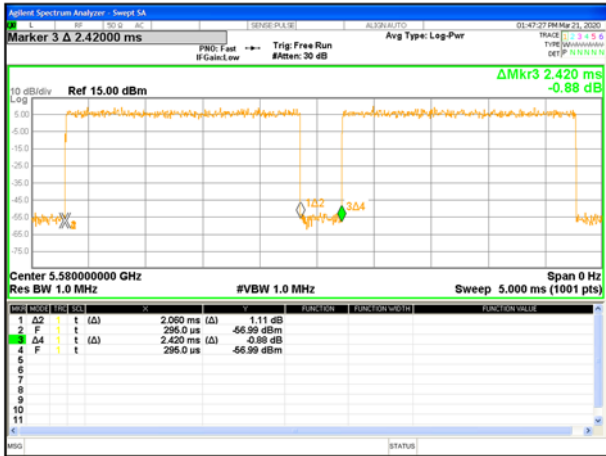 Agilent Spectrum Analyzer - Swept SA
L RF 50 Ω AC SENSE:PULSE ALIGNAUTO 01:47:27 PM Mar 21, 2020
Marker 3 Δ 2.42000 ms
PNO: Fast Trig: Free Run Avg Type: Log-Pwr TRACE 1 2 3 4 5 6
IFGain:Low #Atten: 30 dB TYPE
DET P N N N N N
ΔMkr3 2.420 ms
-0.88 dB
10 dB/div Ref 15.00 dBm
Log
5.00
-5.00
-15.0
-25.0
-35.0
-45.0
1Δ2 3Δ4
-55.0
-65.0
-75.0
Center 5.580000000 GHz Span 0 Hz
Res BW 1.0 MHz #VBW 1.0 MHz Sweep 5.000 ms (1001 pts)
MKR MODE TRC SCL X Y FUNCTION FUNCTION WIDTH FUNCTION VALUE
1 Δ2 1 t (Δ) 2.060 ms (Δ) 1.11 dB
2 F 1 t 295.0 us -56.99 dBm
3 Δ4 1 t (Δ) 2.420 ms (Δ) -0.88 dB
4 F 1 t 295.0 us -56.99 dBm
5
6
7
8
9
10
11
MSG STATUS